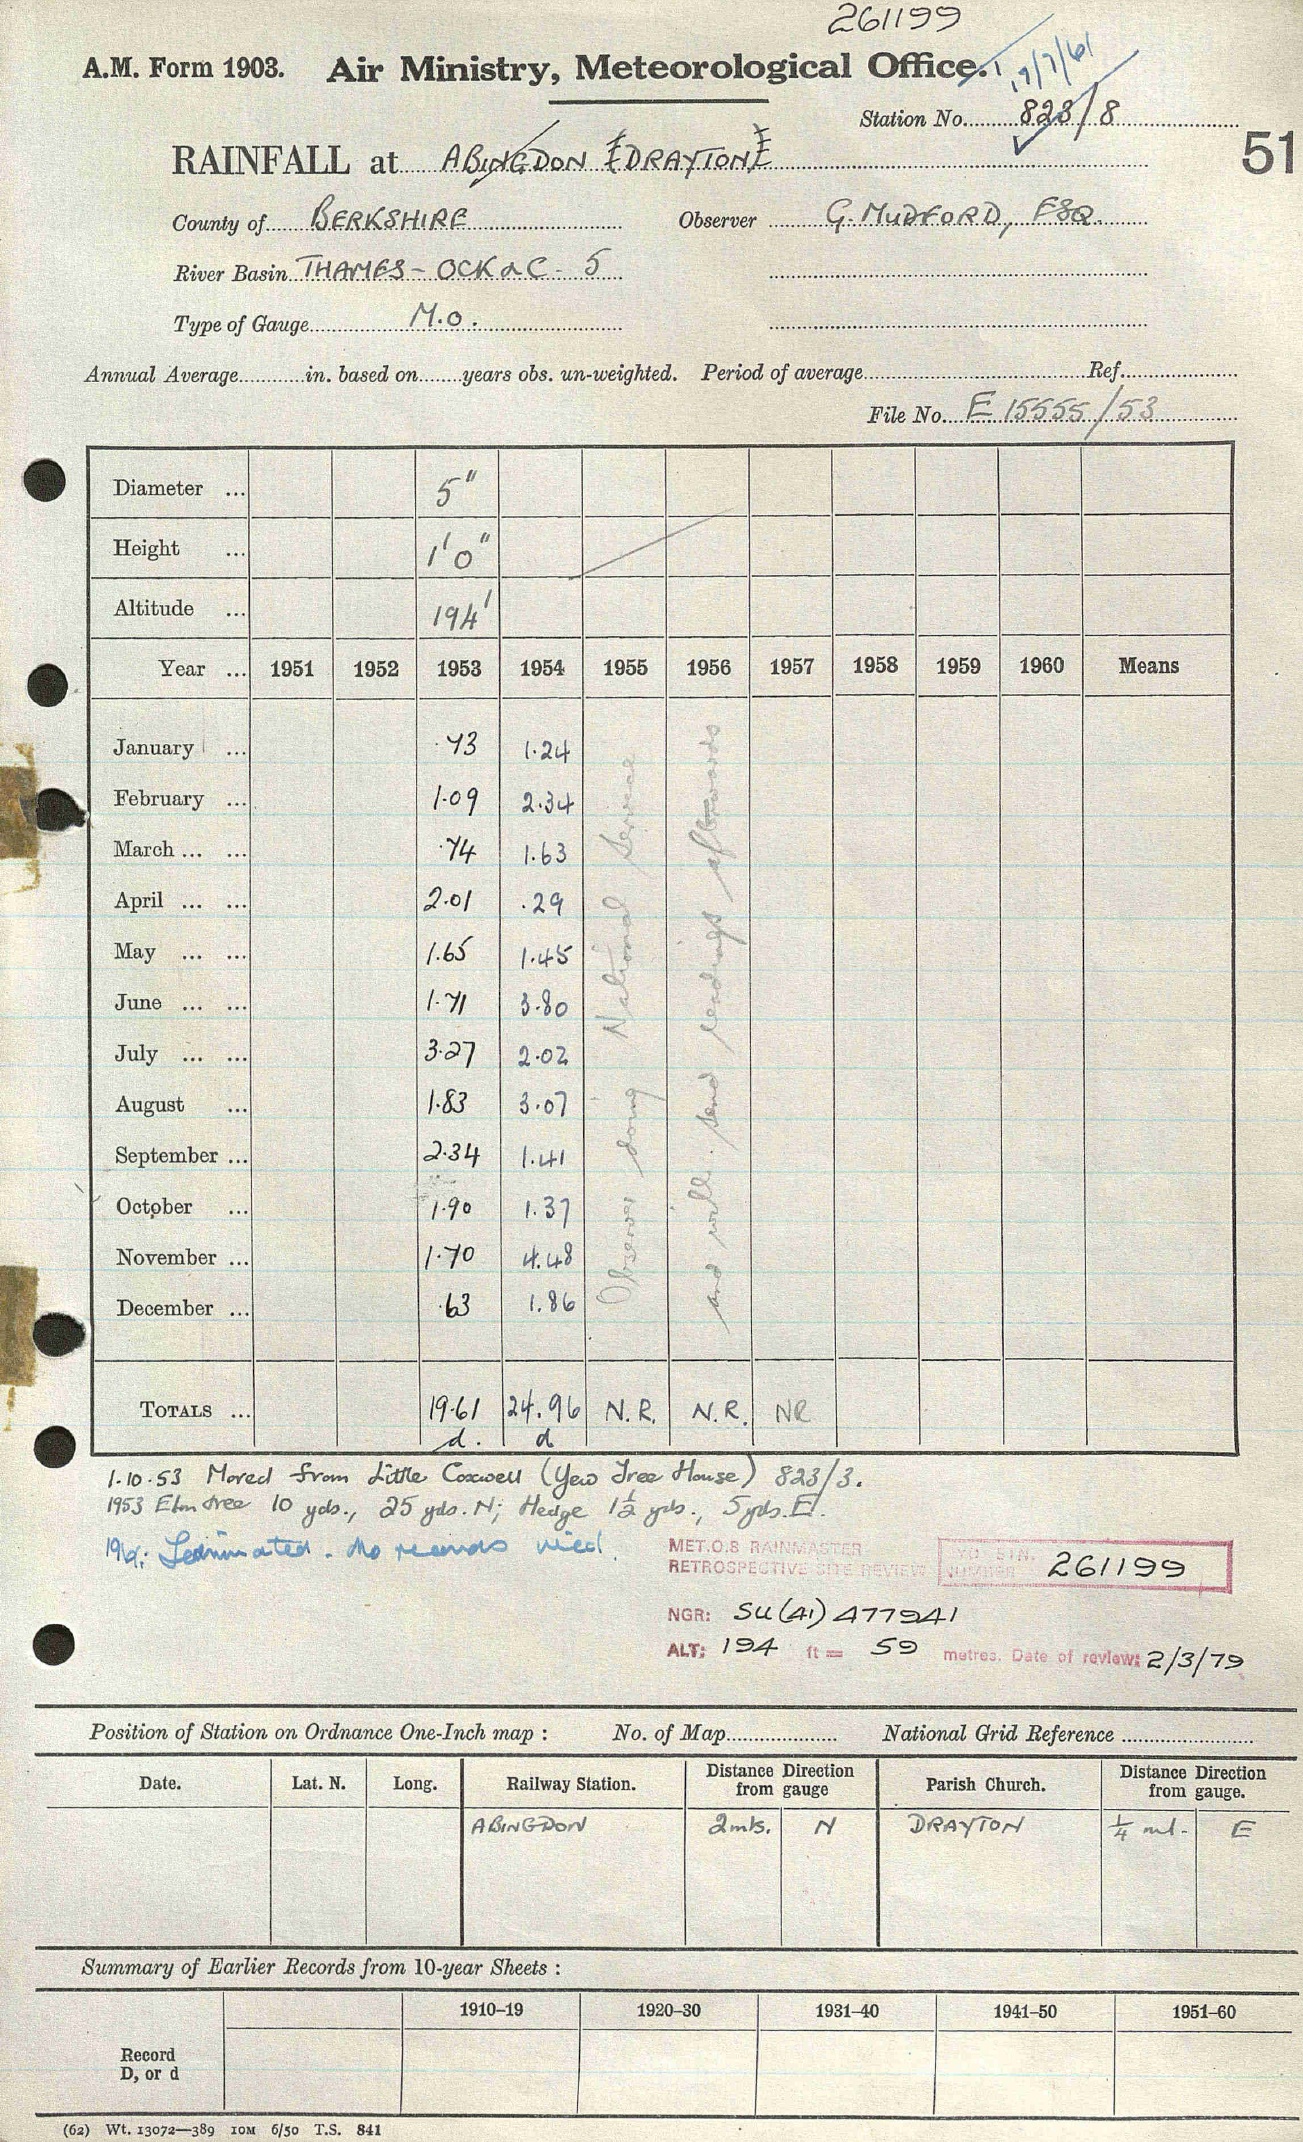 261199
A.M. Form 1903. Air Ministry, Meteorological Office.
19/7/61
Station No. 823/8
51
RAINFALL at ABINGDON (DRAYTON)
County of BERKSHIRE Observer G. MUDFORD, ESQ.
River Basin THAMES - OCK &C - 5
Type of Gauge M.O.
Annual Average in. based on years obs. un-weighted. Period of average Ref.
File No. E 15555/53
Diameter ... 5"
Height ... 1'0"
Altitude ... 194'
Year ... 1951 1952 1953 1954 1955 1956 1957 1958 1959 1960 Means
January ... .73 1.24
February ... 1.09 2.34
March ... ... .74 1.63
April ... ... 2.01 .29
May ... ... 1.65 1.45
June ... ... 1.71 3.80
July ... ... 3.27 2.02
August ... 1.83 3.07
September ... 2.34 1.41
October ... 1.90 1.37
November ... 1.70 4.48
December ... .63 1.86
Observer doing National Service
and will send readings afterwards
TOTALS ... 19.61 24.96 N.R. N.R. NR
d. d
1.10.53 Moved from Little Coxwell (Yew Tree House) 823/3.
1953 Elm tree 10 yds., 25 yds. N; Hedge 1½ yds., 5 yds. E.
Terminated. No records
MET.O.8 RAINMASTER
RETROSPECTIVE SITE REVIEW
STN. NUMBER 261199
NGR: SU(41) 477941
ALT: 194 ft = 59 metres. Date of review: 2/3/79
Position of Station on Ordnance One-Inch map : No. of Map National Grid Reference
Date. Lat. N. Long. Railway Station. Distance Direction from gauge Parish Church. Distance Direction from gauge.
ABINGDON 2mls. N DRAYTON ¼ ml. E
Summary of Earlier Records from 10-year Sheets :
1910–19 1920–30 1931–40 1941–50 1951–60
Record
D, or d
(62) Wt. 13072—389 10M 6/50 T.S. 841